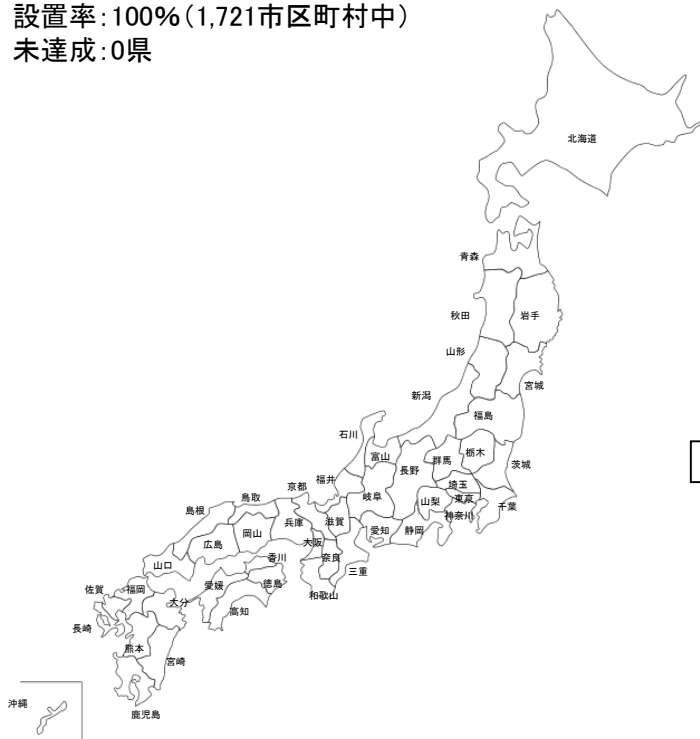 設置率:100%(1,721市区町村中)
未達成:0県
北海道
青森
秋田
岩手
山形
宮城
新潟
福島
石川
富山
群馬
栃木
茨城
長野
福井
京都
岐阜
埼玉
東京
山梨
神奈川
千葉
鳥取
島根
兵庫
滋賀
愛知
静岡
岡山
広島
大阪
奈良
三重
山口
香川
和歌山
愛媛
徳島
高知
佐賀
福岡
大分
長崎
熊本
宮崎
沖縄
鹿児島